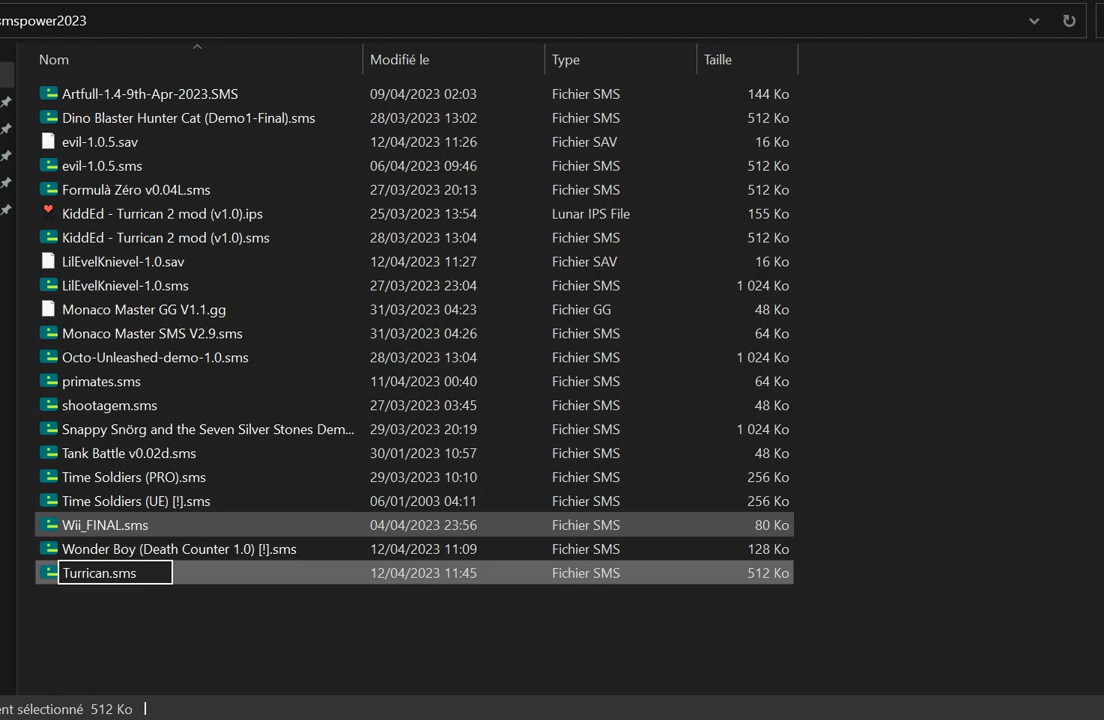 smspower2023
Nom Modifié le Type Taille
Artfull-1.4-9th-Apr-2023.SMS 09/04/2023 02:03 Fichier SMS 144 Ko
Dino Blaster Hunter Cat (Demo1-Final).sms 28/03/2023 13:02 Fichier SMS 512 Ko
evil-1.0.5.sav 12/04/2023 11:26 Fichier SAV 16 Ko
evil-1.0.5.sms 06/04/2023 09:46 Fichier SMS 512 Ko
Formulà Zéro v0.04L.sms 27/03/2023 20:13 Fichier SMS 512 Ko
KiddEd - Turrican 2 mod (v1.0).ips 25/03/2023 13:54 Lunar IPS File 155 Ko
KiddEd - Turrican 2 mod (v1.0).sms 28/03/2023 13:04 Fichier SMS 512 Ko
LilEvelKnievel-1.0.sav 12/04/2023 11:27 Fichier SAV 16 Ko
LilEvelKnievel-1.0.sms 27/03/2023 23:04 Fichier SMS 1 024 Ko
Monaco Master GG V1.1.gg 31/03/2023 04:23 Fichier GG 48 Ko
Monaco Master SMS V2.9.sms 31/03/2023 04:26 Fichier SMS 64 Ko
Octo-Unleashed-demo-1.0.sms 28/03/2023 13:04 Fichier SMS 1 024 Ko
primates.sms 11/04/2023 00:40 Fichier SMS 64 Ko
shootagem.sms 27/03/2023 03:45 Fichier SMS 48 Ko
Snappy Snörg and the Seven Silver Stones Dem... 29/03/2023 20:19 Fichier SMS 1 024 Ko
Tank Battle v0.02d.sms 30/01/2023 10:57 Fichier SMS 48 Ko
Time Soldiers (PRO).sms 29/03/2023 10:10 Fichier SMS 256 Ko
Time Soldiers (UE) [!].sms 06/01/2003 04:11 Fichier SMS 256 Ko
Wii_FINAL.sms 04/04/2023 23:56 Fichier SMS 80 Ko
Wonder Boy (Death Counter 1.0) [!].sms 12/04/2023 11:09 Fichier SMS 128 Ko
Turrican.sms 12/04/2023 11:45 Fichier SMS 512 Ko
ent sélectionné 512 Ko